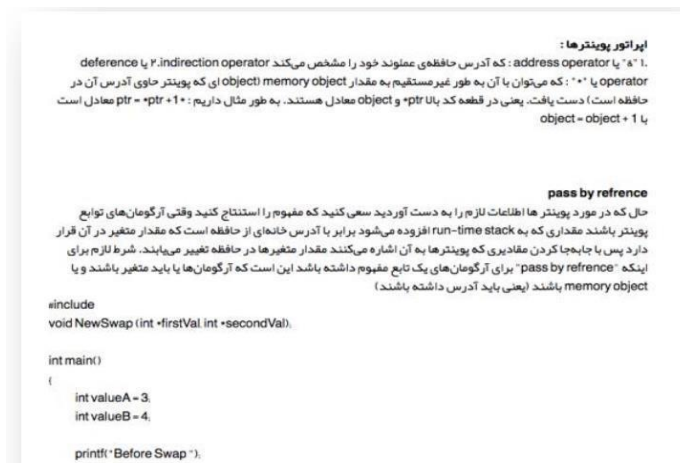 اپراتور پوینترها :
۱. "&" یا address operator : که آدرس حافظه‌ی عملوند خود را مشخص می‌کند ۲.indirection operator یا deference
operator یا "*" : که می‌توان با آن به طور غیرمستقیم به مقدار memory object (object ای که پوینتر حاوی آدرس آن در
حافظه است) دست یافت. یعنی در قطعه کد بالا ptr* و object معادل هستند. به طور مثال داریم : ptr = *ptr +1* معادل است
با object = object + 1
pass by refrence
حال که در مورد پوینتر ها اطلاعات لازم را به دست آوردید سعی کنید که مفهوم را استنتاج کنید وقتی آرگومان‌های توابع
پوینتر باشند مقداری که به run-time stack افزوده می‌شود برابر با آدرس خانه‌ای از حافظه است که مقدار متغیر در آن قرار
دارد پس با جابه‌جا کردن مقادیری که پوینترها به آن اشاره می‌کنند مقدار متغیرها در حافظه تغییر می‌یابند. شرط لازم برای
اینکه "pass by refrence" برای آرگومان‌های یک تابع مفهوم داشته باشد این است که آرگومان‌ها یا باید متغیر باشند و یا
memory object باشند (یعنی باید آدرس داشته باشند)
#include
void NewSwap (int *firstVal, int *secondVal);
int main()
{
int valueA = 3;
int valueB = 4;
printf("Before Swap ");